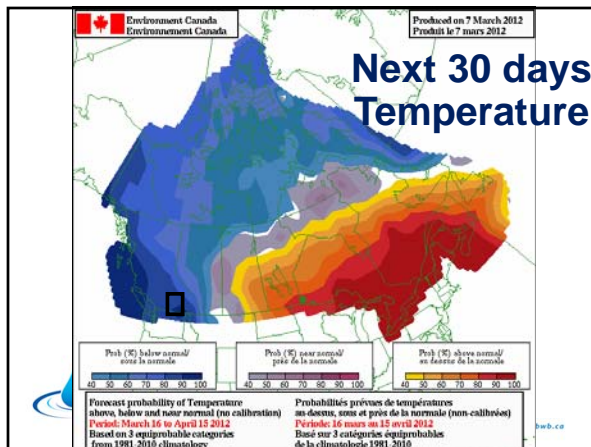 Environment Canada
Environnement Canada
Produced on 7 March 2012
Produit le 7 mars 2012
Next 30 days
Temperature
Prob (%) below normal/
sous la normale
40 50 60 70 80 90 100
Prob (%) near normal/
près de la normale
40 50 60 70 80 90 100
Prob (%) above normal/
au dessus de la normale
40 50 60 70 80 90 100
Forecast probability of Temperature
above, below and near normal (no calibration)
Period: March 16 to April 15 2012
Based on 3 equiprobable categories
from 1981-2010 climatology
Probabilités prévues de températures
au dessus, sous et près de la normale (non-calibrées)
Période: 16 mars au 15 avril 2012
Basé sur 3 catégories équiprobables
de la climatologie 1981-2010
bwb.ca